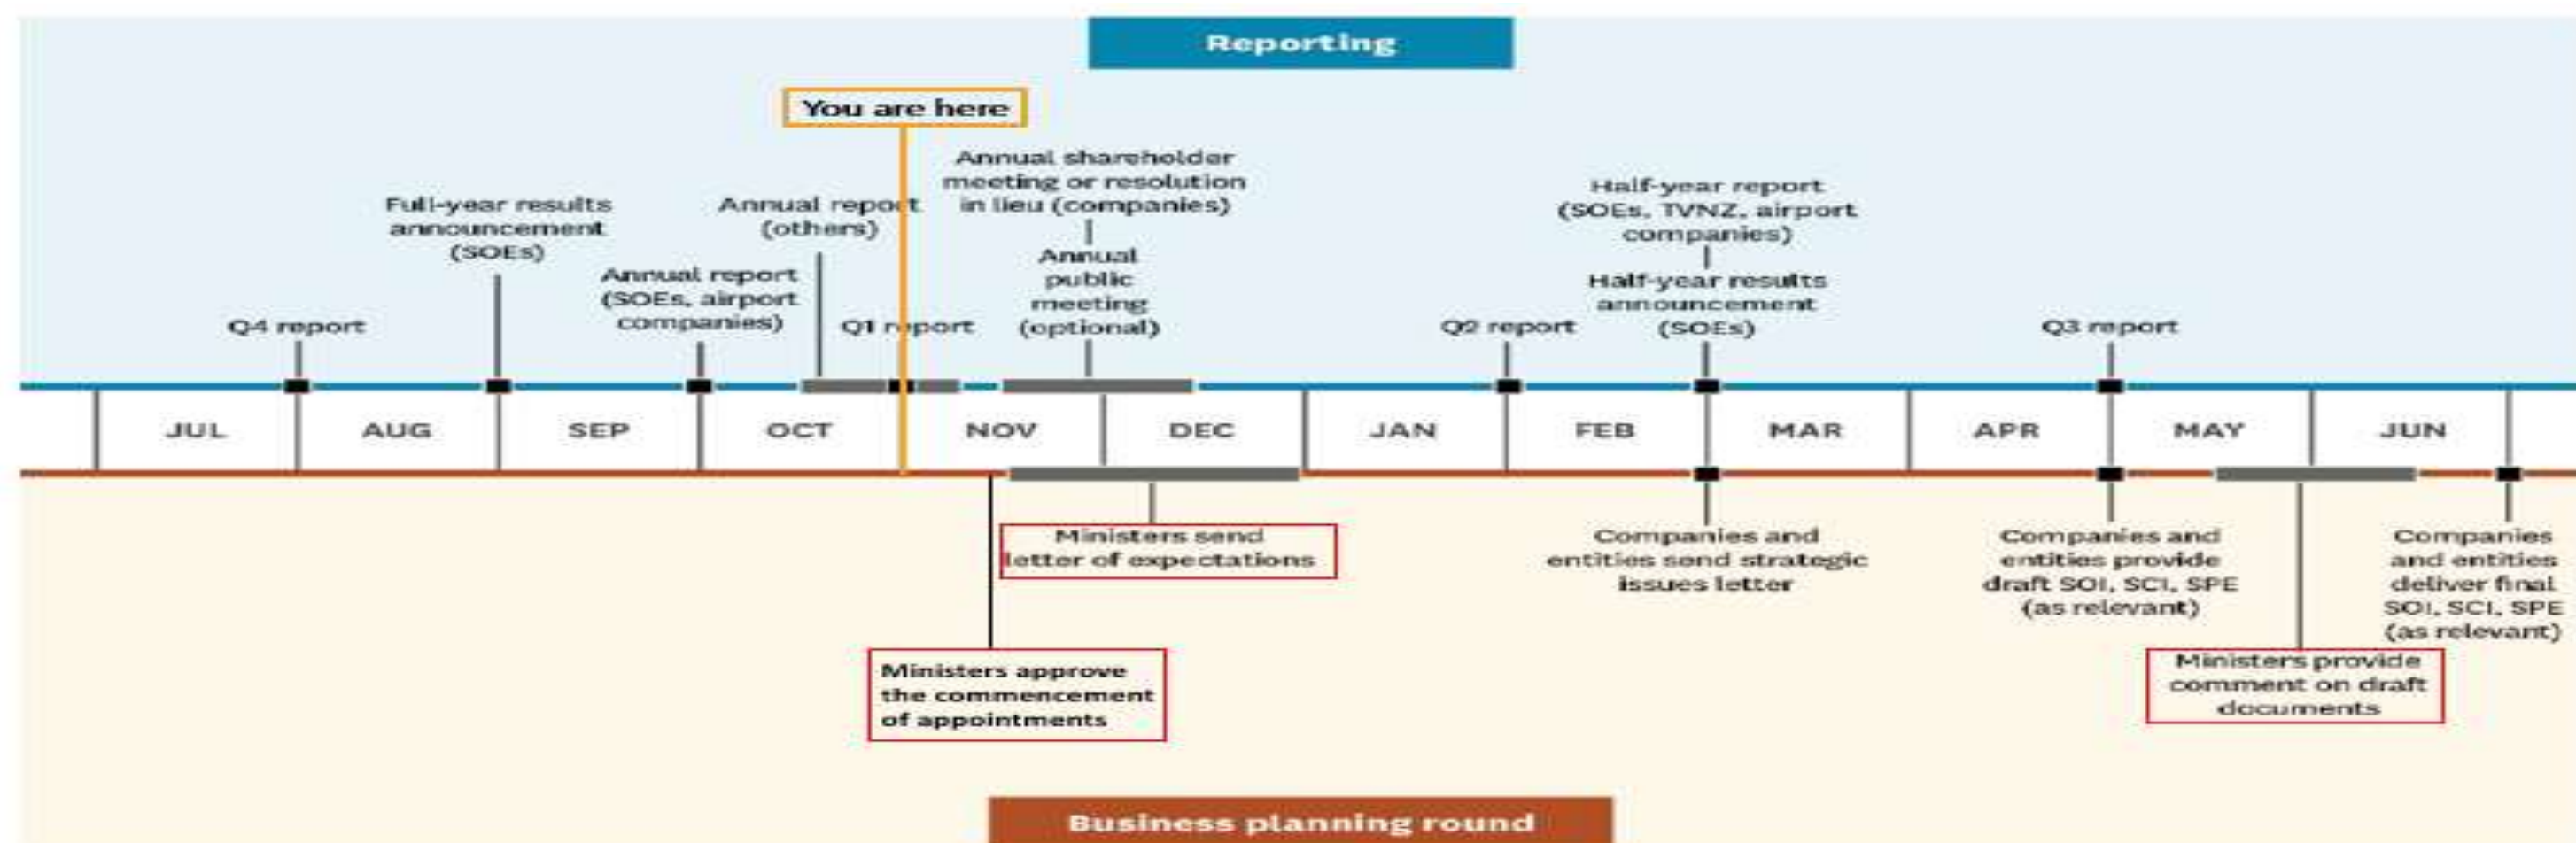 Reporting
You are here
Annual shareholder
meeting or resolution
in lieu (companies)
Annual
public
meeting
(optional)
Full-year results
announcement
(SOEs)
Annual report
(others)
Annual report
(SOEs, airport
companies)
Q4 report
Q1 report
Half-year report
(SOEs, TVNZ, airport
companies)
Half-year results
announcement
(SOEs)
Q2 report
Q3 report
JUL
AUG
SEP
OCT
NOV
DEC
JAN
FEB
MAR
APR
MAY
JUN
Ministers send
letter of expectations
Ministers approve
the commencement
of appointments
Companies and
entities send strategic
issues letter
Companies and
entities provide
draft SOI, SCI, SPE
(as relevant)
Ministers provide
comment on draft
documents
Companies
and entities
deliver final
SOI, SCI, SPE
(as relevant)
Business planning round